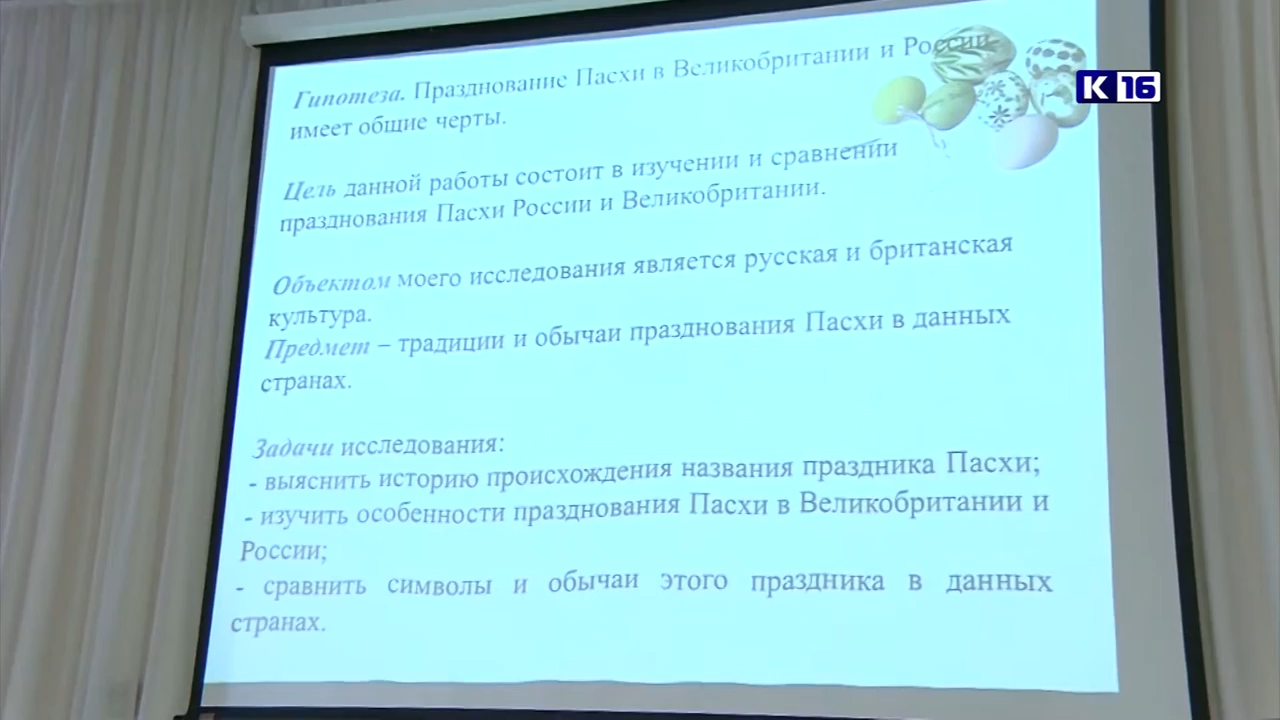 Гипотеза. Празднование Пасхи в Великобритании и России
имеет общие черты.
Цель данной работы состоит в изучении и сравнении
празднования Пасхи России и Великобритании.
Объектом моего исследования является русская и британская
культура.
Предмет – традиции и обычаи празднования Пасхи в данных
странах.
Задачи исследования:
- выяснить историю происхождения названия праздника Пасхи;
- изучить особенности празднования Пасхи в Великобритании и
России;
- сравнить символы и обычаи этого праздника в данных
странах.
К 16